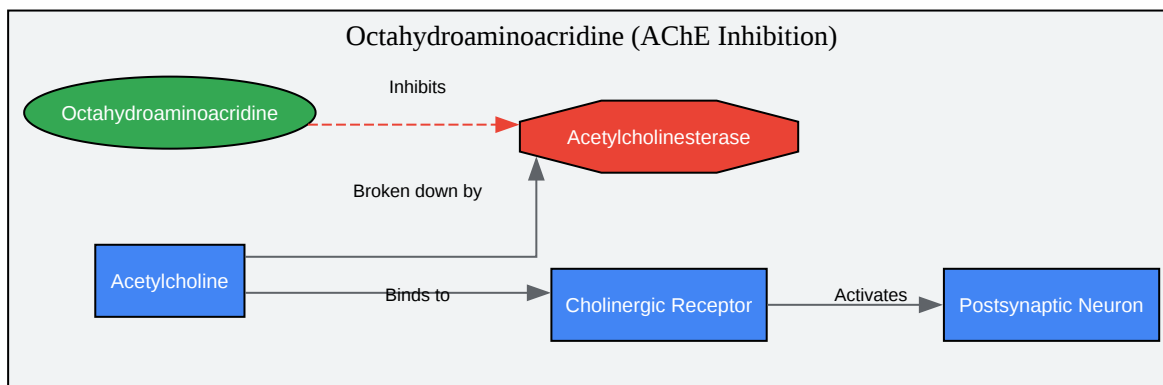 Octahydroaminoacridine (AChE Inhibition)
Inhibits
Octahydroaminoacridine
Acetylcholinesterase
Broken down by
Acetylcholine
Binds to
Cholinergic Receptor
Activates
Postsynaptic Neuron